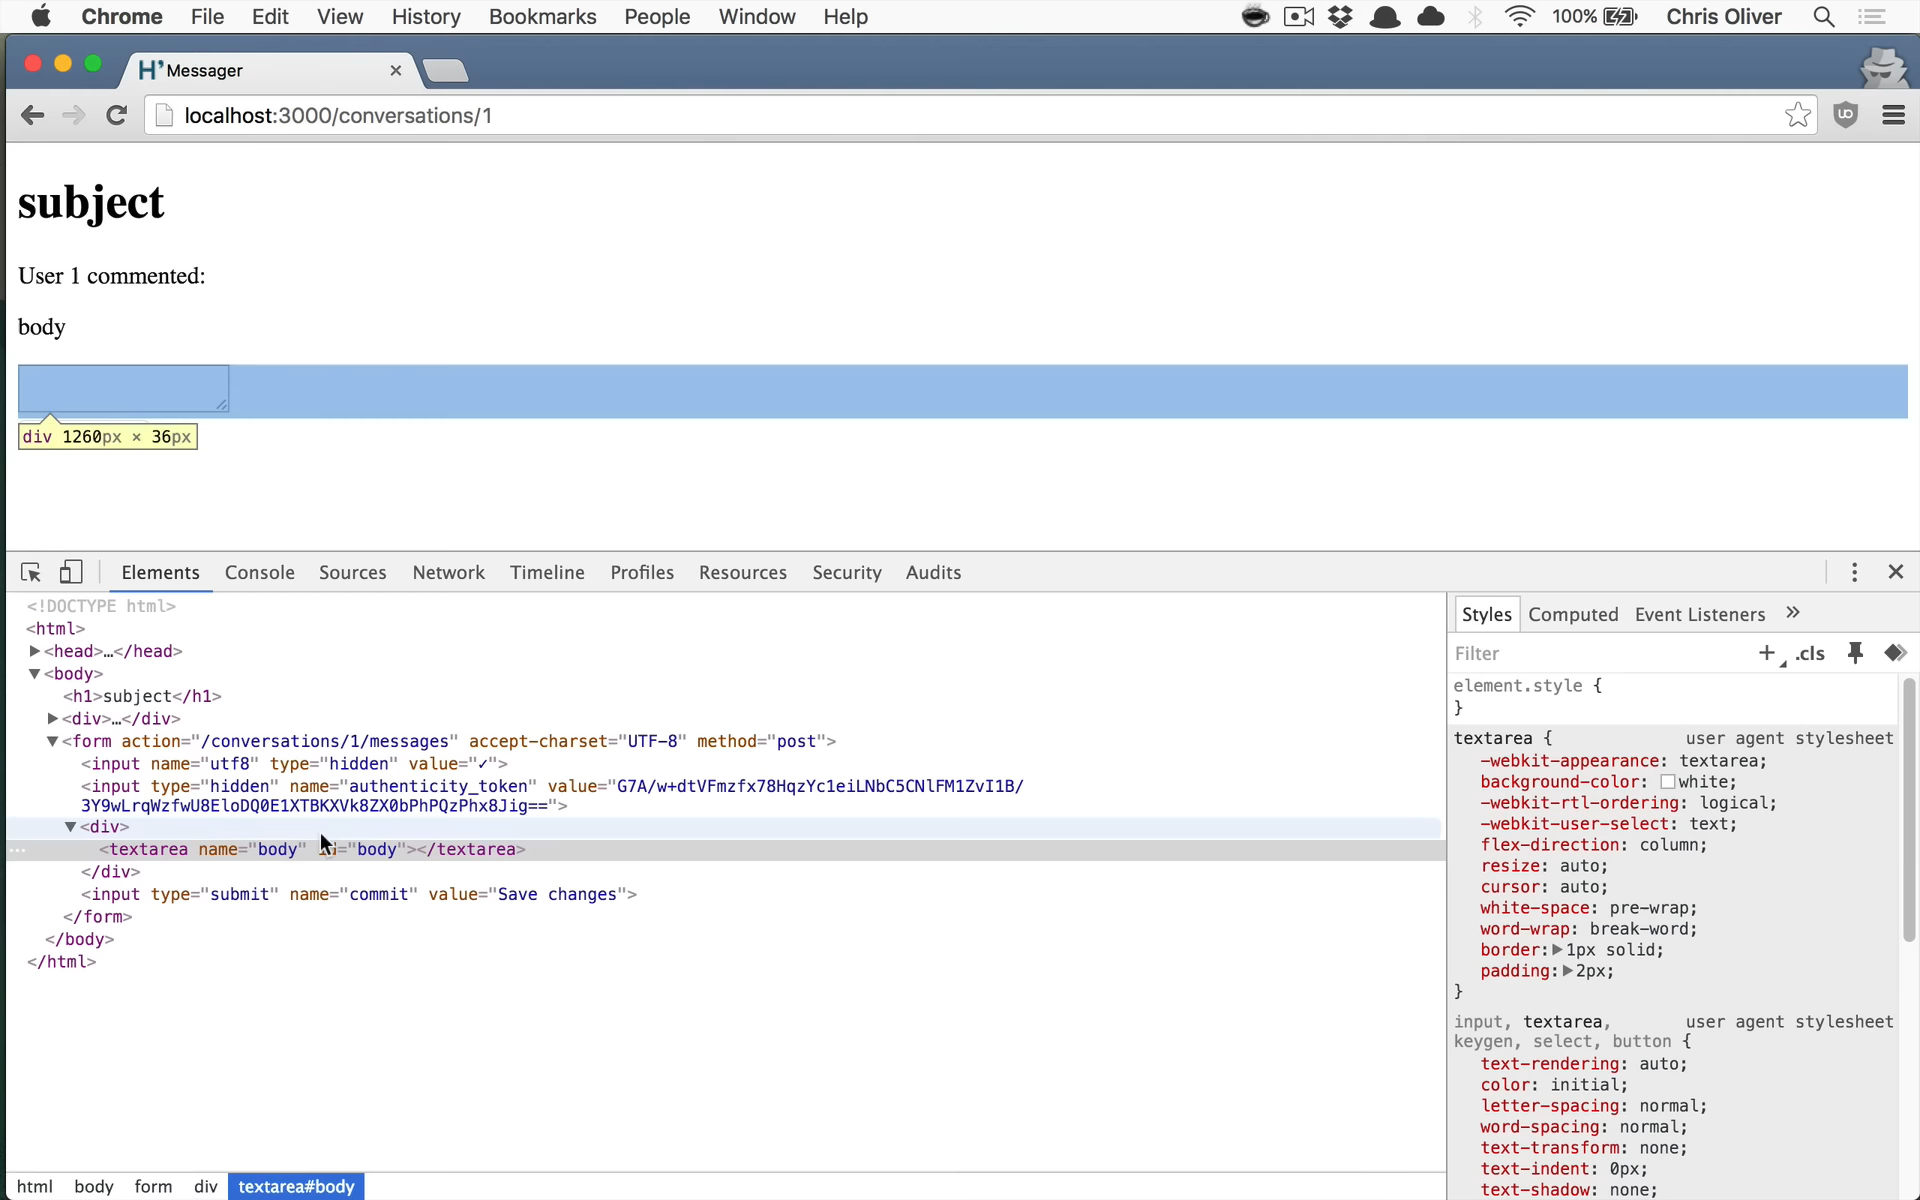 Chrome File Edit View History Bookmarks People Window Help 100% Chris Oliver
H' Messager
localhost:3000/conversations/1
subject
User 1 commented:
body
div 1260px × 36px
Elements Console Sources Network Timeline Profiles Resources Security Audits
<!DOCTYPE html>
<html>
<head>…</head>
<body>
<h1>subject</h1>
<div>…</div>
<form action="/conversations/1/messages" accept-charset="UTF-8" method="post">
<input name="utf8" type="hidden" value="✓">
<input type="hidden" name="authenticity_token" value="G7A/w+dtVFmzfx78HqzYc1eiLNbC5CNlFM1ZvI1B/
3Y9wLrqWzfwU8EloDQ0E1XTBKXVk8ZX0bPhPQzPhx8Jig==">
<div>
<textarea name="body" id="body"></textarea>
</div>
<input type="submit" name="commit" value="Save changes">
</form>
</body>
</html>
html body form div textarea#body
Styles Computed Event Listeners »
Filter + .cls
element.style {
}
textarea { user agent stylesheet
-webkit-appearance: textarea;
background-color: white;
-webkit-rtl-ordering: logical;
-webkit-user-select: text;
flex-direction: column;
resize: auto;
cursor: auto;
white-space: pre-wrap;
word-wrap: break-word;
border: 1px solid;
padding: 2px;
}
input, textarea, user agent stylesheet
keygen, select, button {
text-rendering: auto;
color: initial;
letter-spacing: normal;
word-spacing: normal;
text-transform: none;
text-indent: 0px;
text-shadow: none;